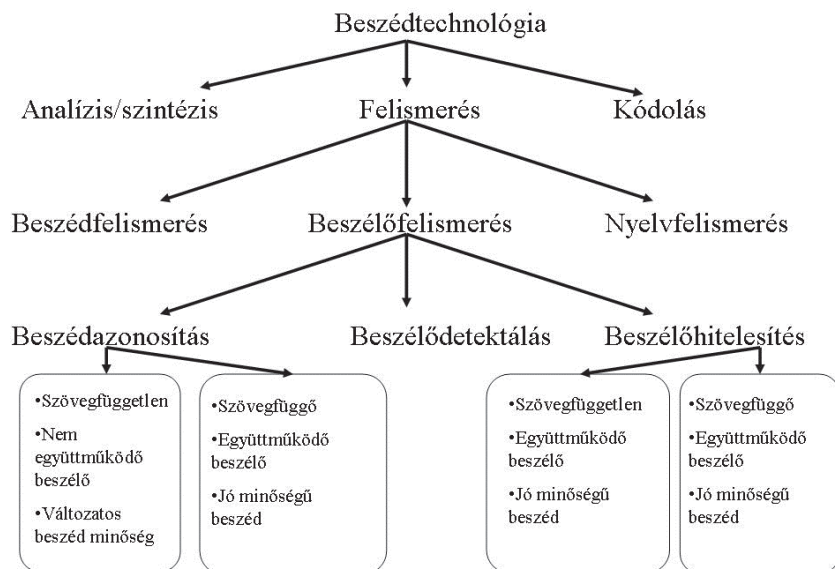 Beszédtechnológia
Analízis/szintézis
Felismerés
Kódolás
Beszédfelismerés
Beszélőfelismerés
Nyelvfelismerés
Beszédazonosítás
Beszélődetektálás
Beszélőhitelesítés
•Szövegfüggetlen
•Nem
együttműködő
beszélő
•Változatos
beszéd minőség
•Szövegfüggő
•Együttműködő
beszélő
•Jó minőségű
beszéd
•Szövegfüggetlen
•Együttműködő
beszélő
•Jó minőségű
beszéd
•Szövegfüggő
•Együttműködő
beszélő
•Jó minőségű
beszéd